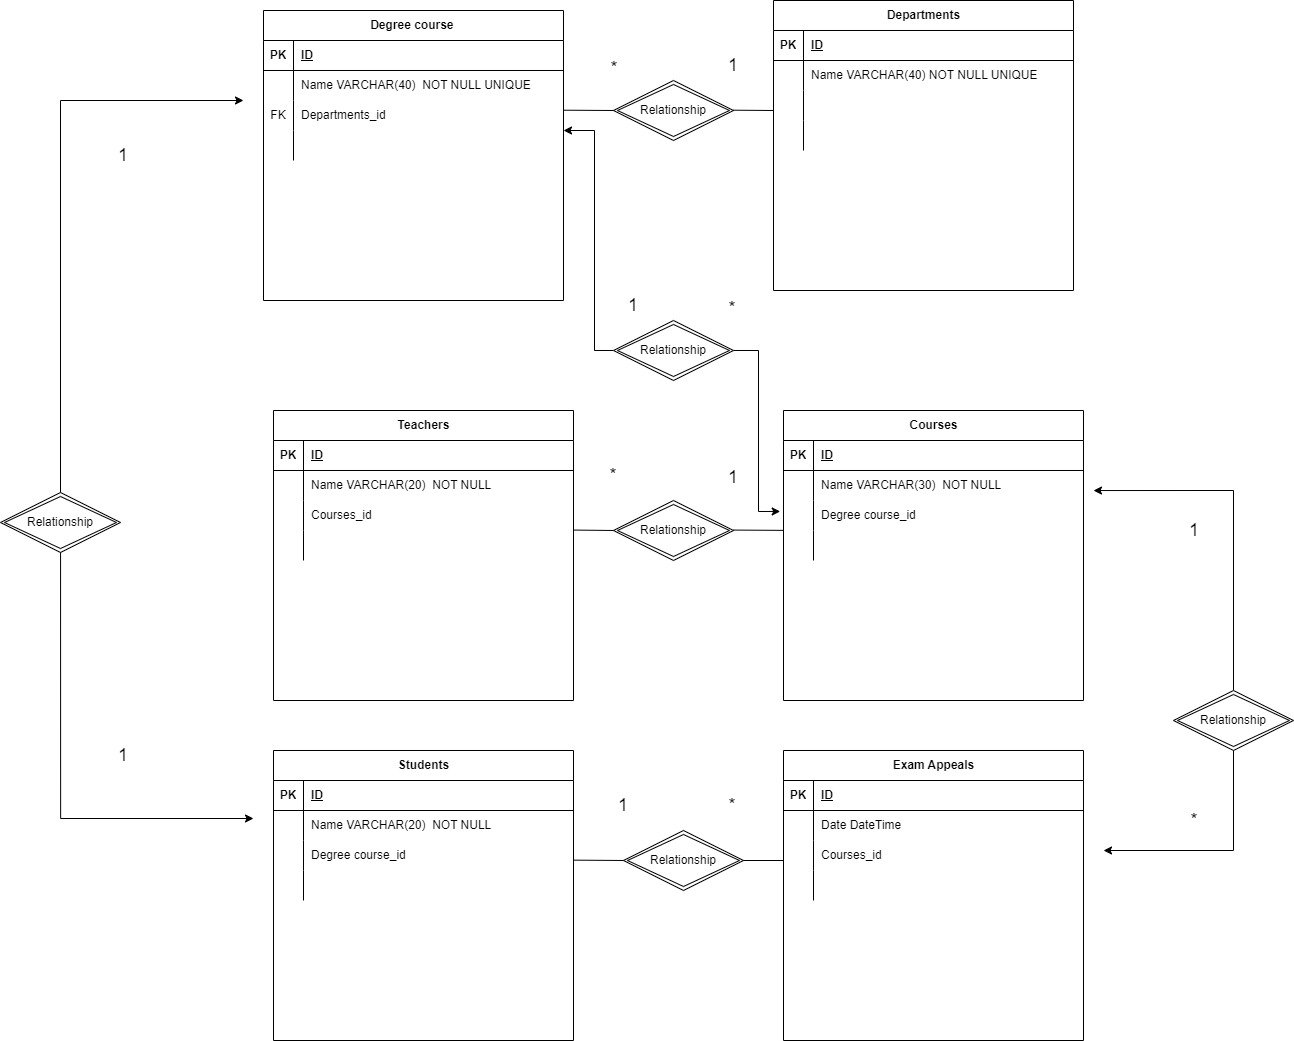 Degree course
PK ID
Name VARCHAR(40)  NOT NULL UNIQUE
FK Departments_id
Departments
PK ID
Name VARCHAR(40) NOT NULL UNIQUE
* 1
Relationship
1
1 *
Relationship
Teachers
PK ID
Name VARCHAR(20)  NOT NULL
Courses_id
* 1
Relationship
Courses
PK ID
Name VARCHAR(30)  NOT NULL
Degree course_id
Relationship
1
1
Relationship
*
1
Students
PK ID
Name VARCHAR(20)  NOT NULL
Degree course_id
1 *
Relationship
Exam Appeals
PK ID
Date DateTime
Courses_id